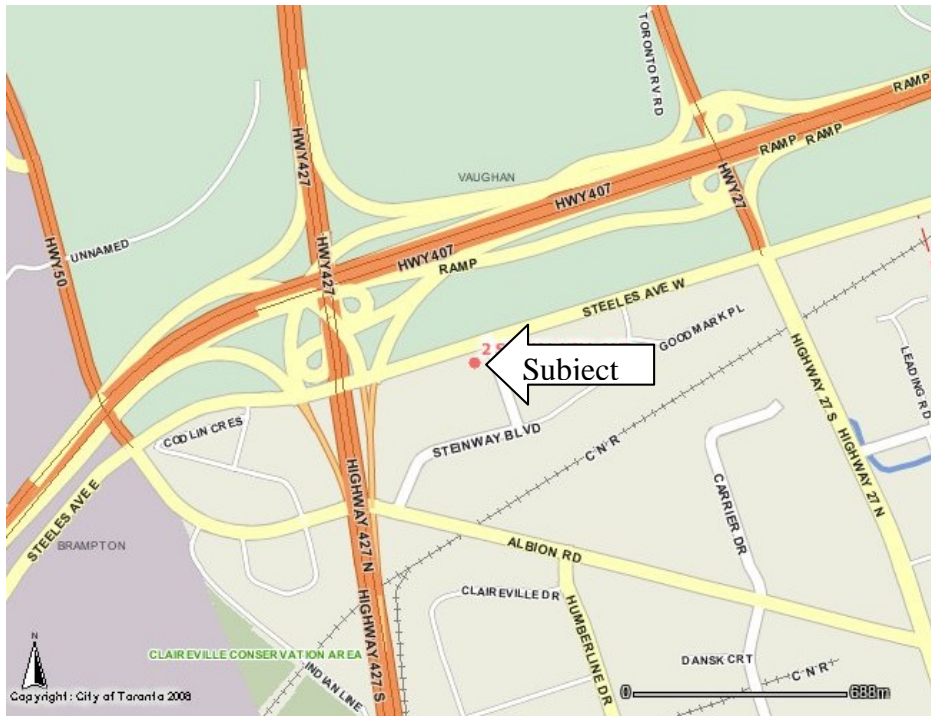 TORONTO RV RD
RAMP
RAMP
RAMP
HWY427
VAUGHAN
HWY407
HWY27
UNNAMED
HWY50
HWY427
HWY407
RAMP
STEELES AVE W
2 S
Subiect
GOODMARK PL
LEADING RD
CODLIN CRES
STEINWAY BLVD
C N R
HIGHWAY 27 S
HIGHWAY 27 N
HIGHWAY 427 N
CARRIER DR
STEELES AVE E
BRAMPTON
ALBION RD
CLAIREVILLE DR
HUMBERLINE DR
HIGHWAY 427 S
N
CLAIREVILLE CONSERVATION AREA
INDIAN LINE
DANSK CRT
C N R
Copyright : City of Toronto 2008
0
688m